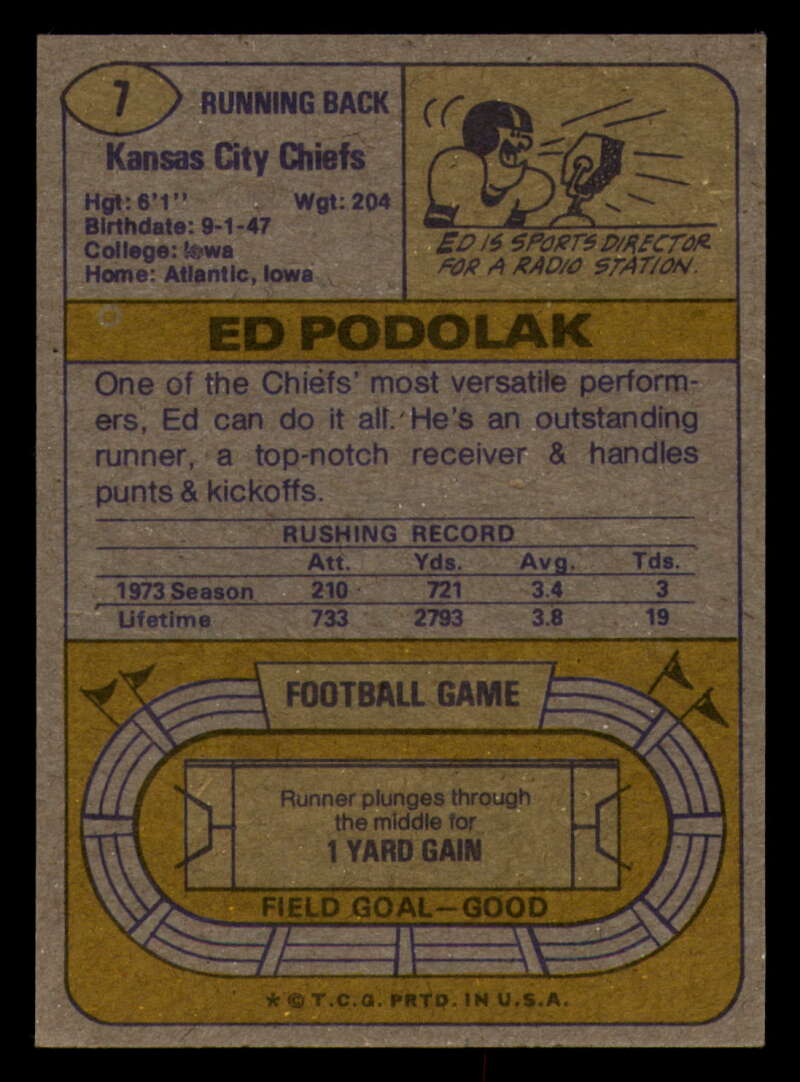 7
RUNNING BACK
Kansas City Chiefs
Hgt: 6'1'' Wgt: 204
Birthdate: 9-1-47
College: Iowa
Home: Atlantic, Iowa
ED IS SPORTS DIRECTOR
FOR A RADIO STATION.
ED PODOLAK
One of the Chiefs' most versatile perform-
ers, Ed can do it all. He's an outstanding
runner, a top-notch receiver & handles
punts & kickoffs.
RUSHING RECORD
Att. Yds. Avg. Tds.
1973 Season 210 721 3.4 3
Lifetime 733 2793 3.8 19
FOOTBALL GAME
Runner plunges through
the middle for
1 YARD GAIN
FIELD GOAL—GOOD
* © T.C.G. PRTD. IN U.S.A.